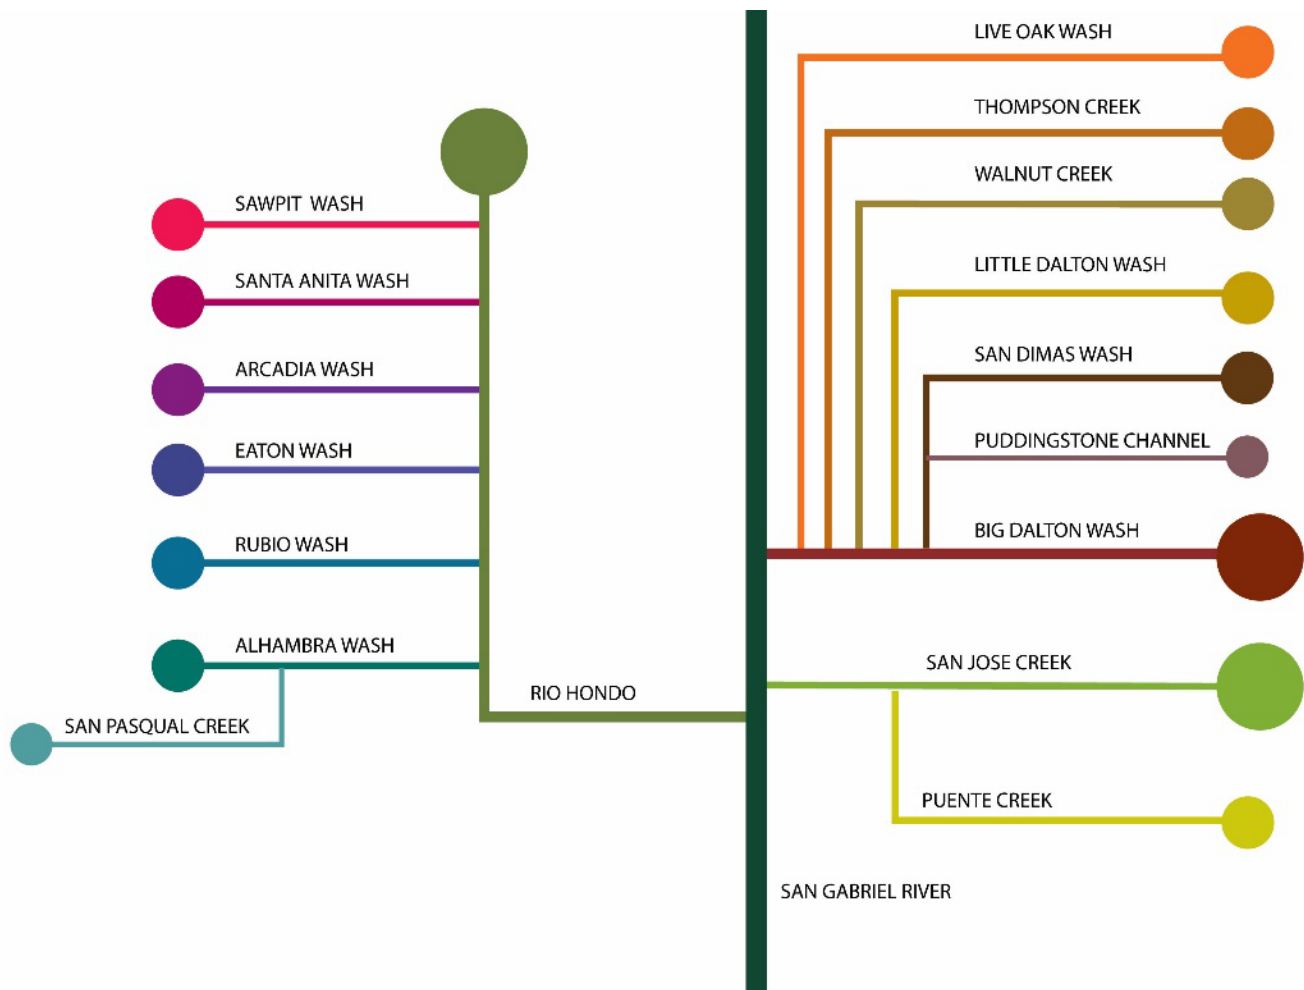 SAWPIT WASH
SANTA ANITA WASH
ARCADIA WASH
EATON WASH
RUBIO WASH
ALHAMBRA WASH
SAN PASQUAL CREEK
RIO HONDO
LIVE OAK WASH
THOMPSON CREEK
WALNUT CREEK
LITTLE DALTON WASH
SAN DIMAS WASH
PUDDINGSTONE CHANNEL
BIG DALTON WASH
SAN JOSE CREEK
PUENTE CREEK
SAN GABRIEL RIVER